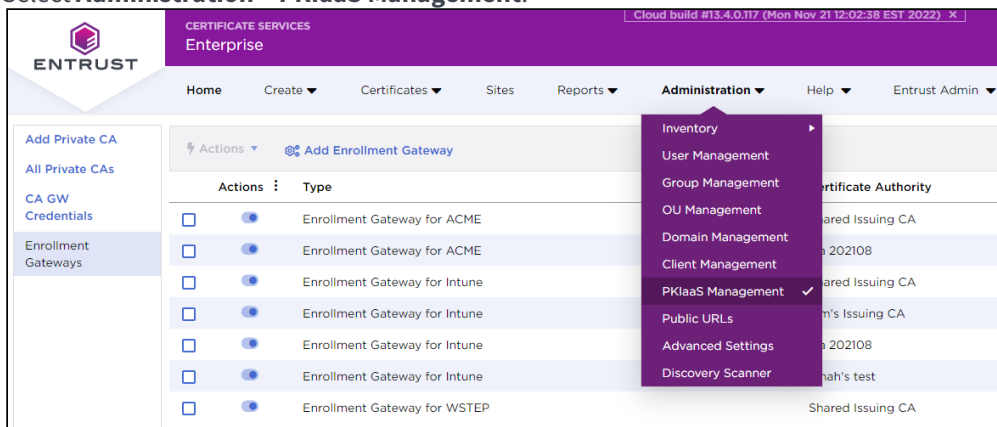 Select Administration > PKIaaS Management.
CERTIFICATE SERVICES
Enterprise
Cloud build #13.4.0.117 (Mon Nov 21 12:02:38 EST 2022) X
ENTRUST
Home Create Certificates Sites Reports Administration Help Entrust Admin
Add Private CA
All Private CAs
CA GW
Credentials
Enrollment
Gateways
Actions Add Enrollment Gateway
Actions Type Certificate Authority
Enrollment Gateway for ACME Shared Issuing CA
Enrollment Gateway for ACME 202108
Enrollment Gateway for Intune Shared Issuing CA
Enrollment Gateway for Intune Issuing CA
Enrollment Gateway for Intune 202108
Enrollment Gateway for Intune test
Enrollment Gateway for WSTEP Shared Issuing CA
Inventory
User Management
Group Management
OU Management
Domain Management
Client Management
PKIaaS Management
Public URLs
Advanced Settings
Discovery Scanner